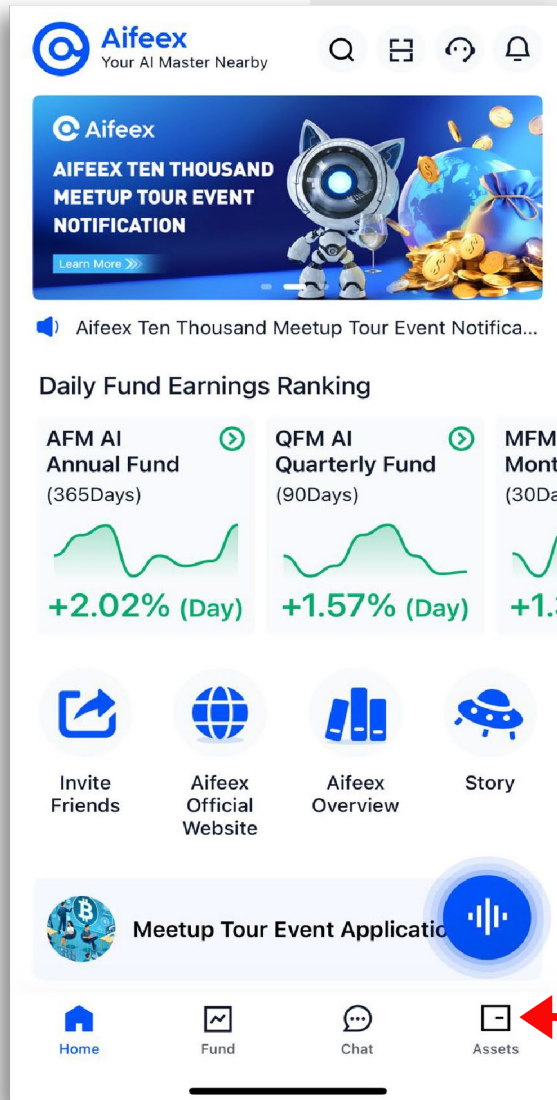 Aifeex
Your AI Master Nearby
Aifeex
AIFEEX TEN THOUSAND
MEETUP TOUR EVENT
NOTIFICATION
Learn More
Aifeex Ten Thousand Meetup Tour Event Notifica...
Daily Fund Earnings Ranking
AFM AI
Annual Fund
(365Days)
+2.02% (Day)
QFM AI
Quarterly Fund
(90Days)
+1.57% (Day)
MFM
Mont
(30Da
+1.
Invite
Friends
Aifeex
Official
Website
Aifeex
Overview
Story
Meetup Tour Event Applicatio
Home
Fund
Chat
Assets